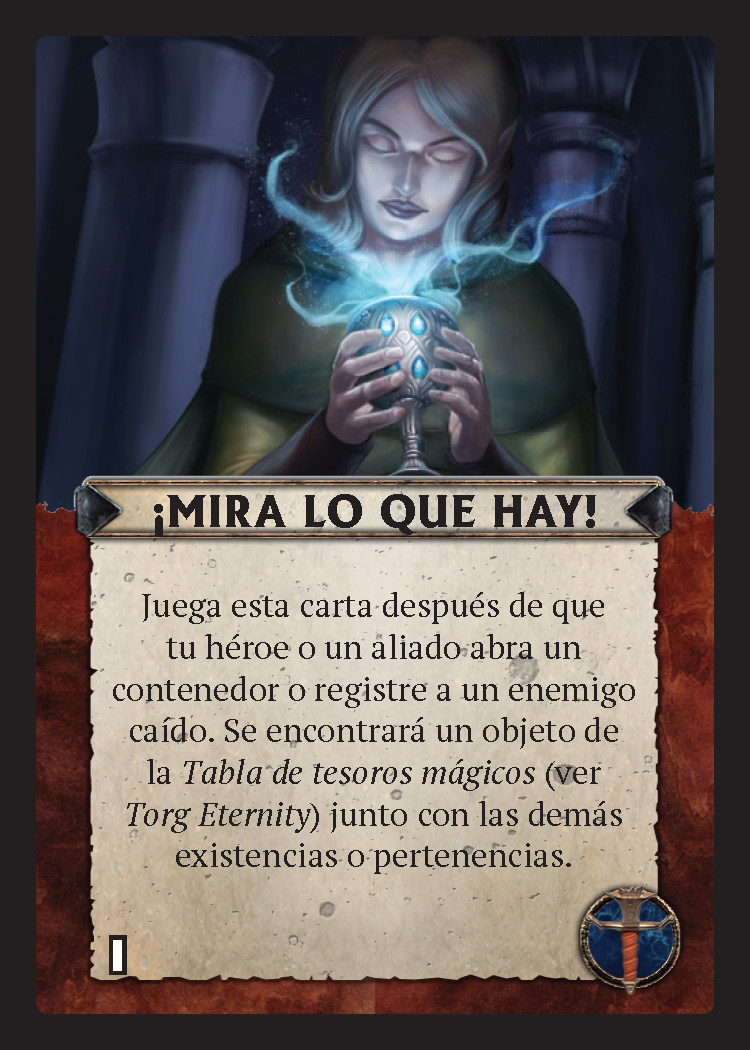 ¡MIRA LO QUE HAY!
Juega esta carta después de que
tu héroe o un aliado abra un
contenedor o registre a un enemigo
caído. Se encontrará un objeto de
la Tabla de tesoros mágicos (ver
Torg Eternity) junto con las demás
existencias o pertenencias.